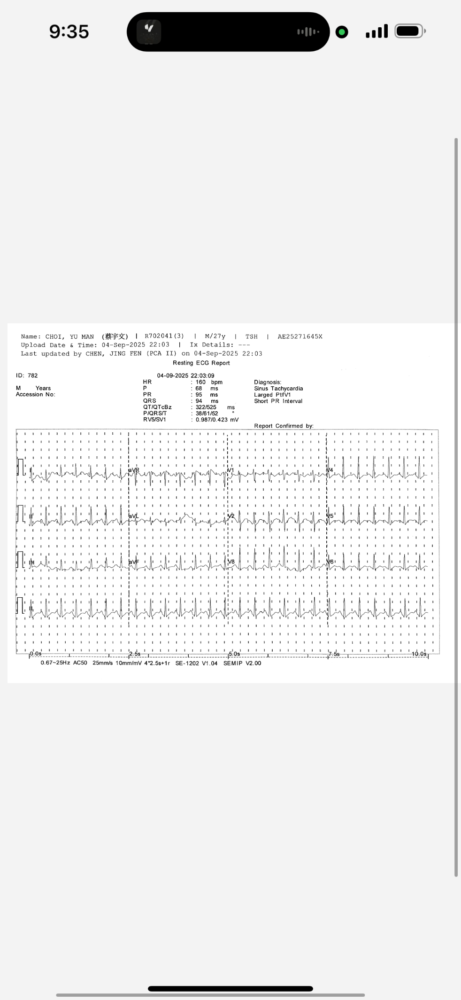 9:35
Name: CHOI, YU MAN (蔡宇文) | R702041(3) | M/27y | TSH | AE25271645X
Upload Date & Time: 04-Sep-2025 22:03 | Ix Details: ---
Last updated by CHEN, JING FEN (PCA II) on 04-Sep-2025 22:03
Resting ECG Report
ID: 782
04-09-2025 22:03:09
HR : 160 bpm
Diagnosis:
M Years
P : 68 ms
Sinus Tachycardia
Accession No:
PR : 95 ms
Larged PtfV1
QRS : 94 ms
Short PR Interval
QT/QTcBz : 322/525 ms
P/QRS/T : 38/61/52 °
RV5/SV1 : 0.987/0.423 mV
Report Confirmed by:
aVR V1 V4
aVL V2 V5
aVF V6
0.0s 2.5s 5.0s 7.5s 10.0s
0.67~25Hz AC50 25mm/s 10mm/mV 4*2.5s+1r SE-1202 V1.04 SEMIP V2.00